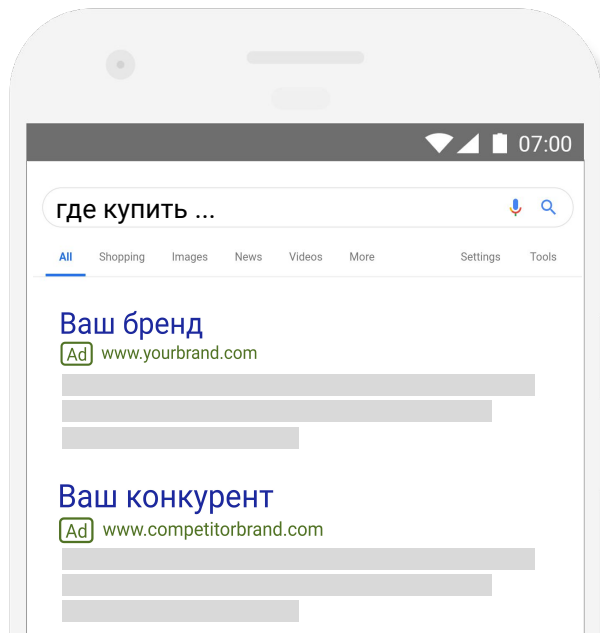 07:00
где купить ...
All Shopping Images News Videos More Settings Tools
Ваш бренд
Ad www.yourbrand.com
Ваш конкурент
Ad www.competitorbrand.com